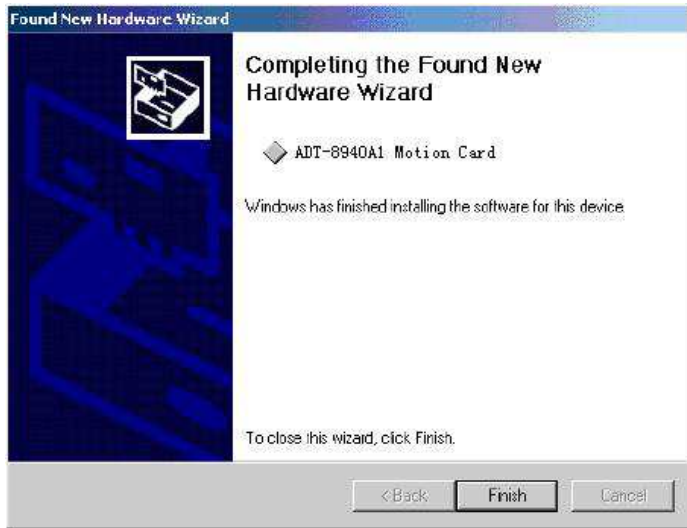 Found New Hardware Wizard
Completing the Found New
Hardware Wizard
ADT-8940A1 Motion Card
Windows has finished installing the software for this device.
To close this wizard, click Finish.
< Back
Finish
Cancel